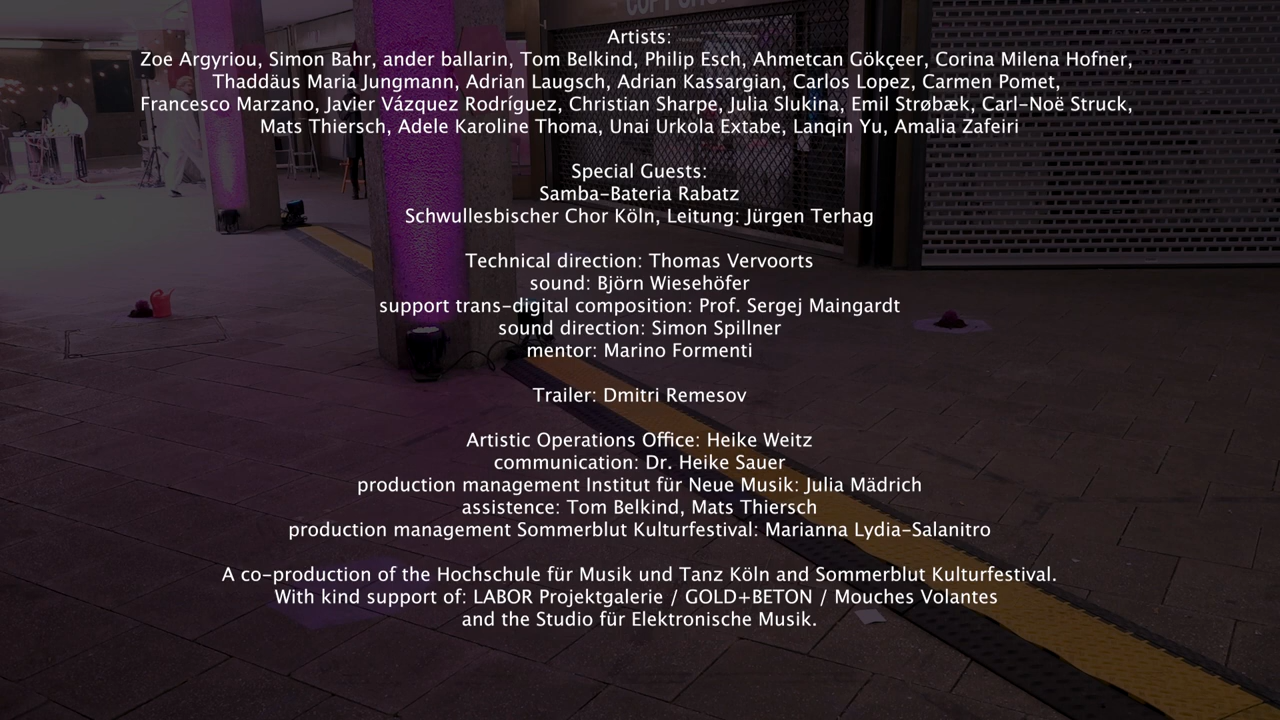 Artists:
Zoe Argyriou, Simon Bahr, ander ballarin, Tom Belkind, Philip Esch, Ahmetcan Gökçeer, Corina Milena Hofner,
Thaddäus Maria Jungmann, Adrian Laugsch, Adrian Kassargian, Carlos Lopez, Carmen Pomet,
Francesco Marzano, Javier Vázquez Rodríguez, Christian Sharpe, Julia Slukina, Emil Strøbæk, Carl-Noë Struck,
Mats Thiersch, Adele Karoline Thoma, Unai Urkola Extabe, Lanqin Yu, Amalia Zafeiri
Special Guests:
Samba-Bateria Rabatz
Schwullesbischer Chor Köln, Leitung: Jürgen Terhag
Technical direction: Thomas Vervoorts
sound: Björn Wiesehöfer
support trans-digital composition: Prof. Sergej Maingardt
sound direction: Simon Spillner
mentor: Marino Formenti
Trailer: Dmitri Remesov
Artistic Operations Office: Heike Weitz
communication: Dr. Heike Sauer
production management Institut für Neue Musik: Julia Mädrich
assistence: Tom Belkind, Mats Thiersch
production management Sommerblut Kulturfestival: Marianna Lydia-Salanitro
A co-production of the Hochschule für Musik und Tanz Köln and Sommerblut Kulturfestival.
With kind support of: LABOR Projektgalerie / GOLD+BETON / Mouches Volantes
and the Studio für Elektronische Musik.